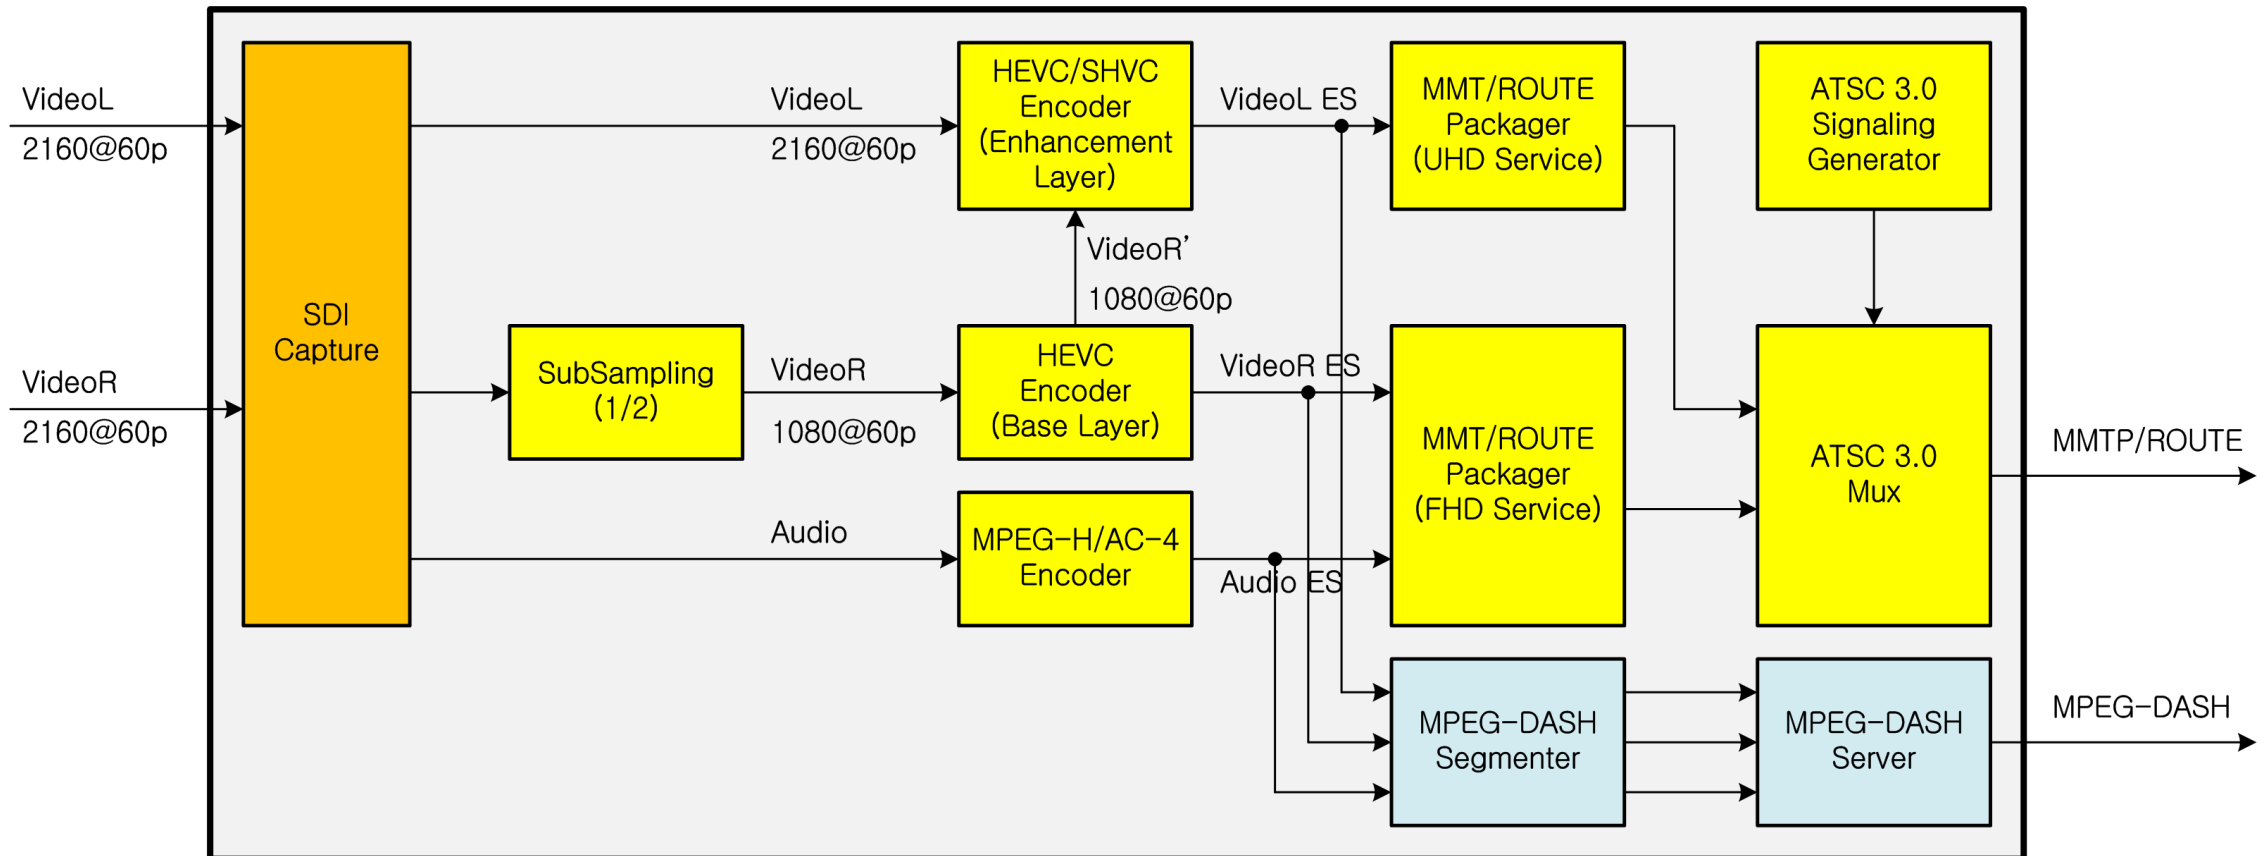 VideoL
2160@60p
VideoR
2160@60p
SDI
Capture
SubSampling
(1/2)
VideoL
2160@60p
VideoR
1080@60p
Audio
HEVC/SHVC
Encoder
(Enhancement
Layer)
VideoR’
1080@60p
HEVC
Encoder
(Base Layer)
MPEG-H/AC-4
Encoder
VideoL ES
VideoR ES
Audio ES
MMT/ROUTE
Packager
(UHD Service)
MMT/ROUTE
Packager
(FHD Service)
MPEG-DASH
Segmenter
ATSC 3.0
Signaling
Generator
ATSC 3.0
Mux
MPEG-DASH
Server
MMTP/ROUTE
MPEG-DASH